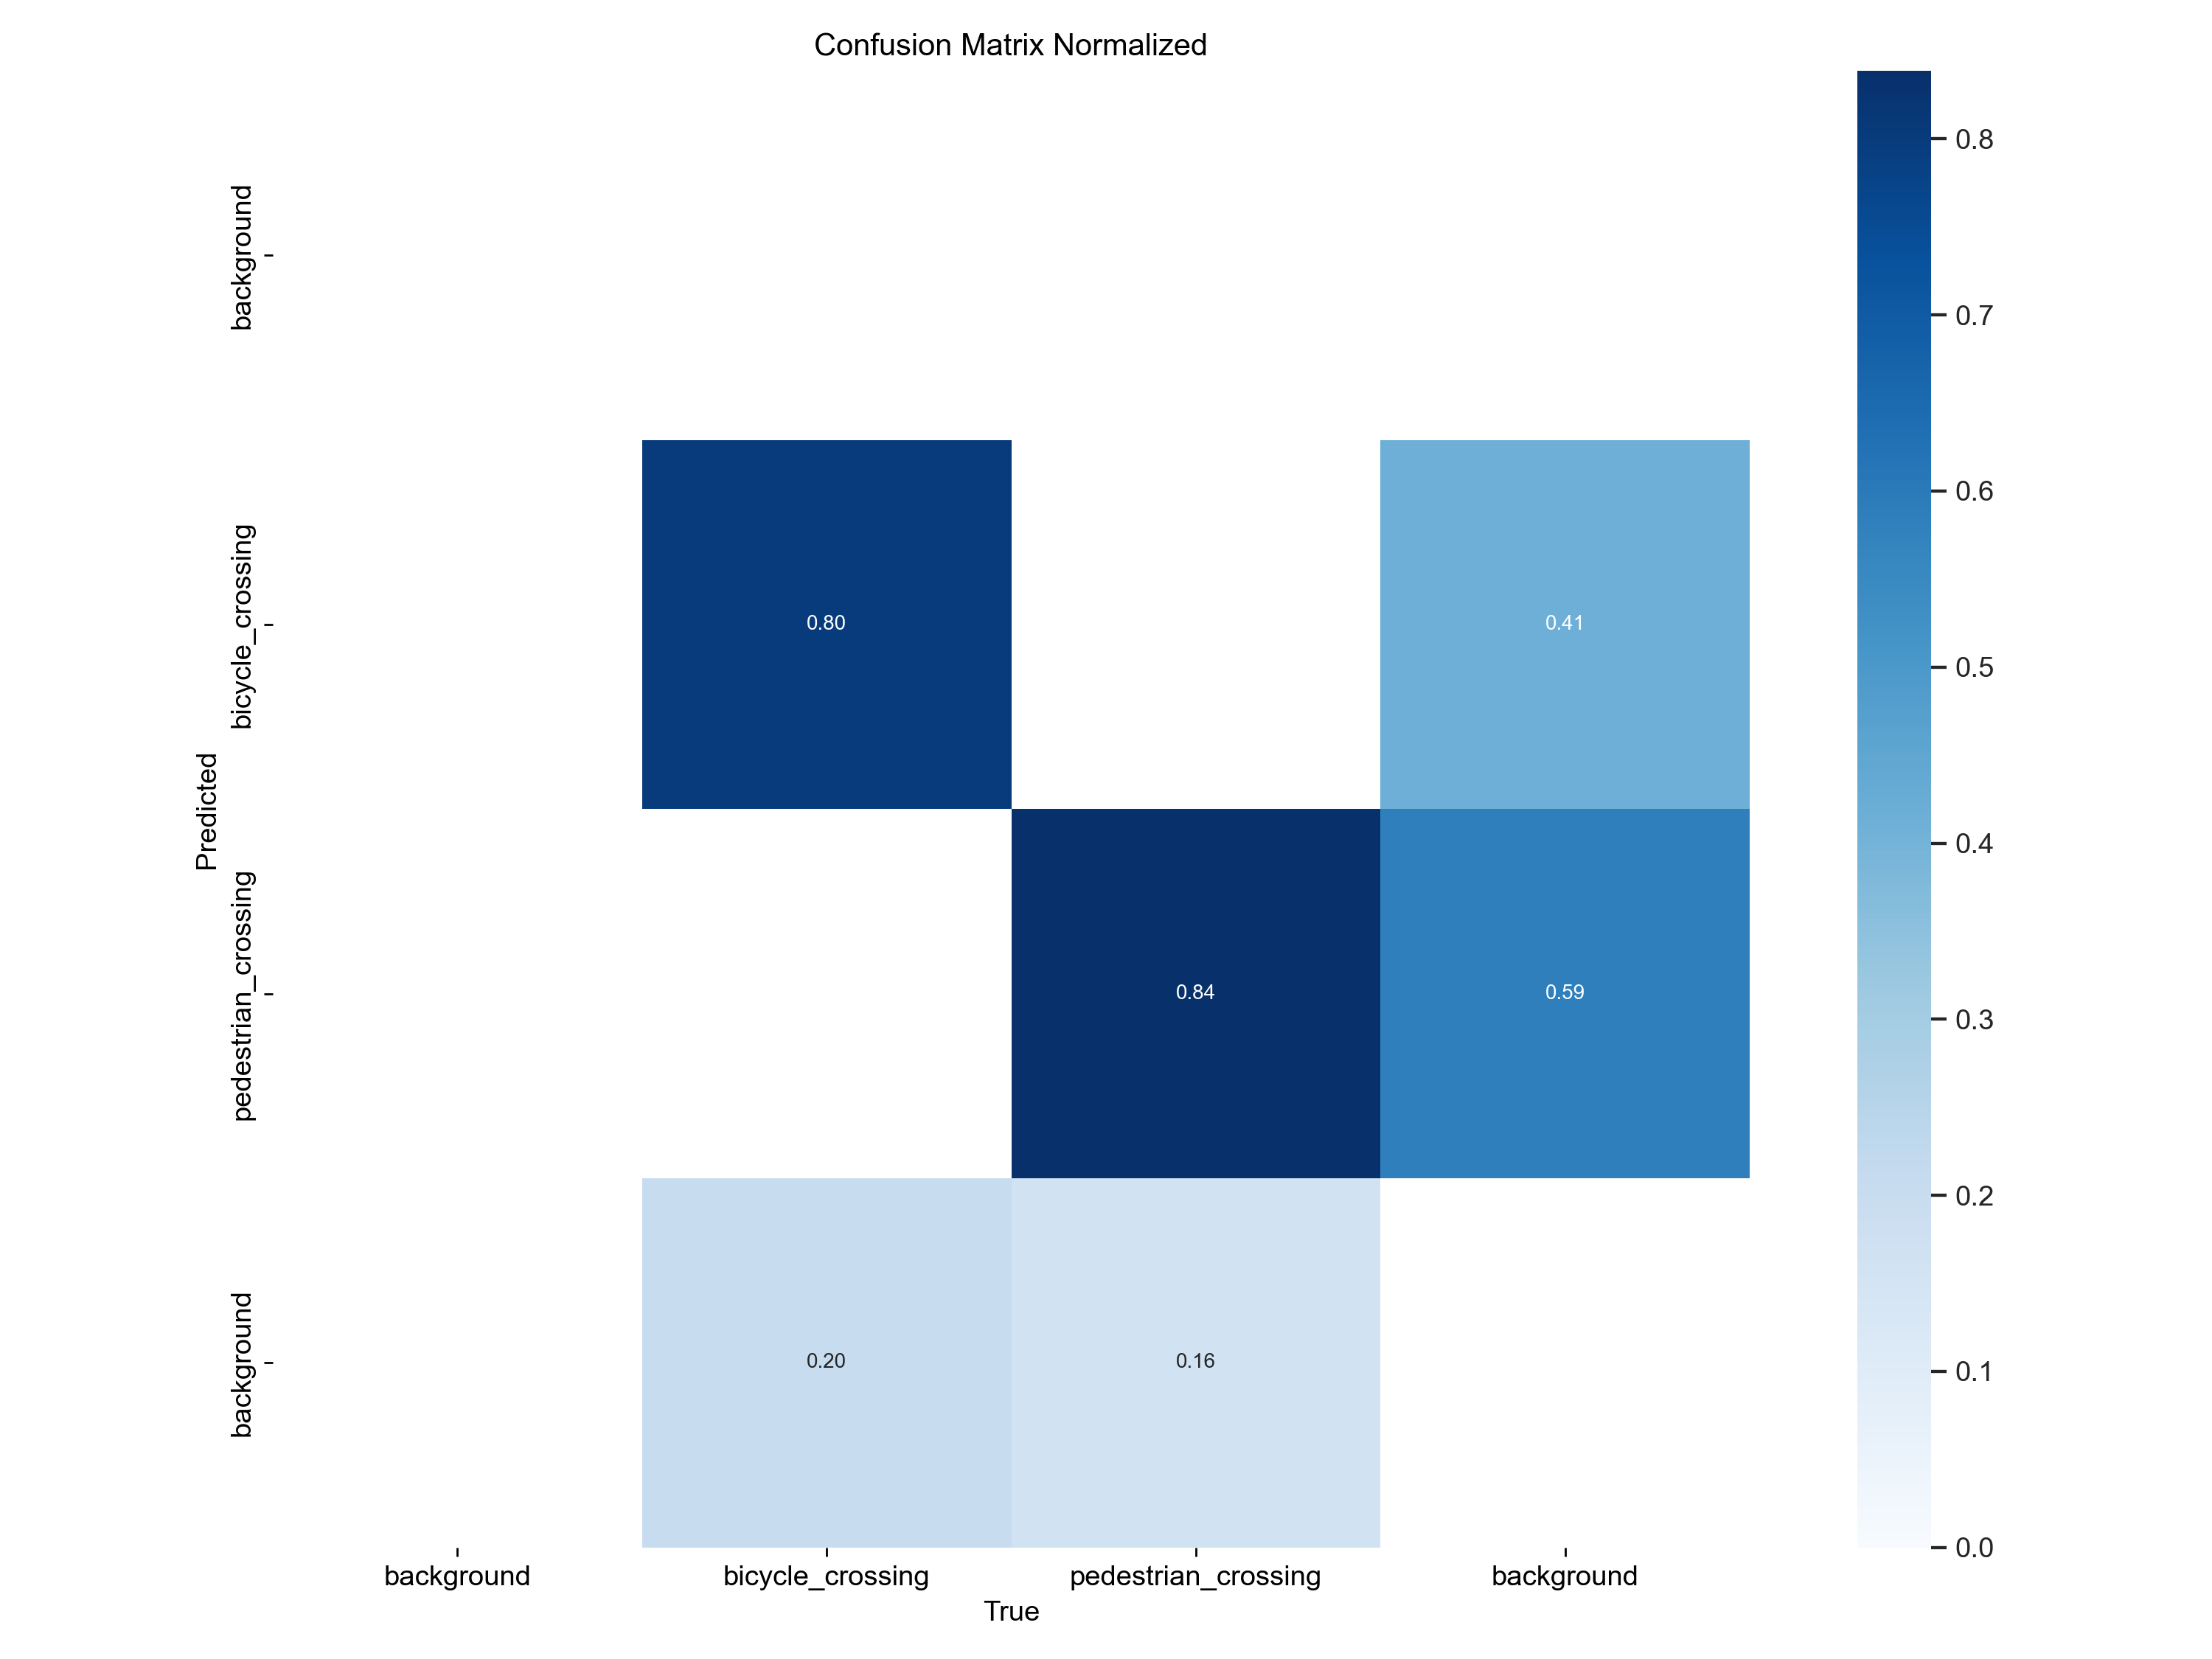 Confusion Matrix Normalized
background
bicycle_crossing
pedestrian_crossing
background
Predicted
0.80
0.41
0.84
0.59
0.20
0.16
background
bicycle_crossing
pedestrian_crossing
background
True
0.8
0.7
0.6
0.5
0.4
0.3
0.2
0.1
0.0